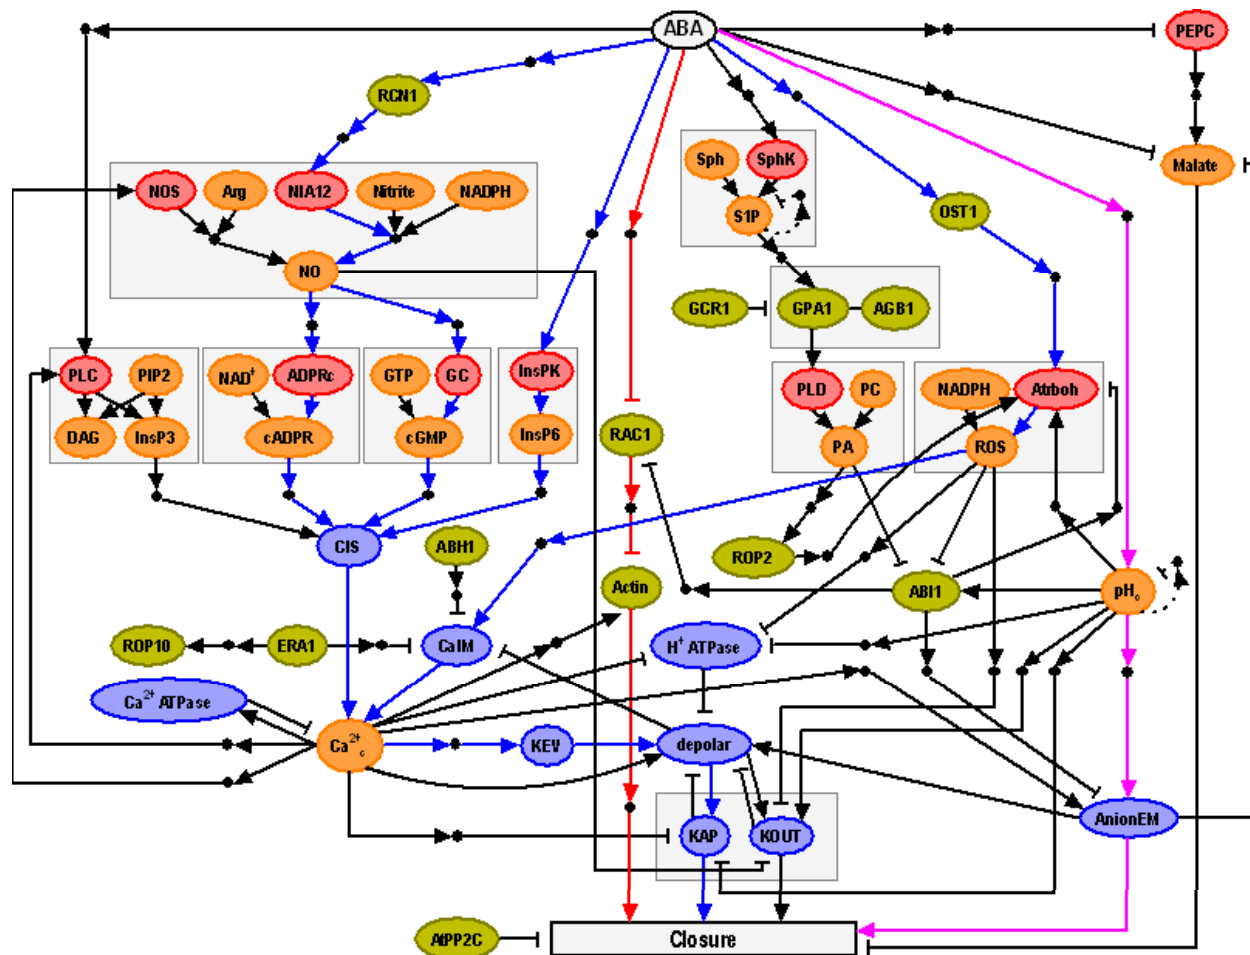 ABA
PEPC
RCN1
Sph
SphK
Malate
NOS
Arg
NIA12
Nitrite
NADPH
S1P
OST1
NO
GCR1
GPA1
AGB1
PLC
PIP2
NAD+
ADPRc
GTP
GC
InsPK
PLD
PC
NADPH
Atrboh
DAG
InsP3
cADPR
cGMP
InsP6
RAC1
PA
ROS
CIS
ABH1
ROP2
Actin
ABI1
pHc
ROP10
ERA1
CaIM
H+ ATPase
Ca2+ ATPase
Ca2+c
KEV
depolar
AnionEM
KAP
KOUT
AtPP2C
Closure